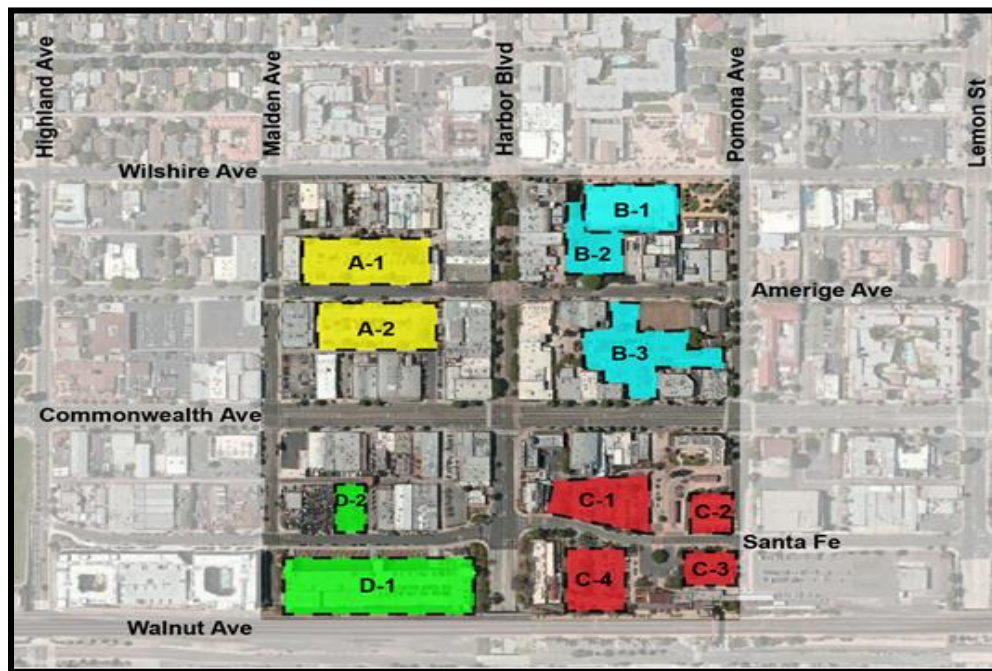 Highland Ave
Malden Ave
Harbor Blvd
Pomona Ave
Lemon St
Wilshire Ave
B-1
A-1
B-2
Amerige Ave
A-2
B-3
Commonwealth Ave
D-2
C-1
C-2
Santa Fe
D-1
C-4
C-3
Walnut Ave